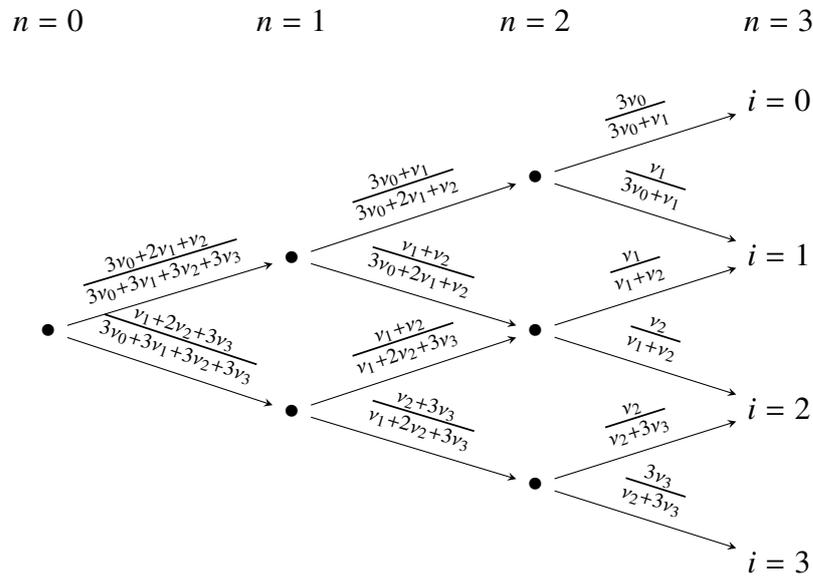 n = 0 n = 1 n = 2 n = 3
3ν₀/(3ν₀+ν₁)
i = 0
(3ν₀+ν₁)/(3ν₀+2ν₁+ν₂)
ν₁/(3ν₀+ν₁)
(3ν₀+2ν₁+ν₂)/(3ν₀+3ν₁+3ν₂+3ν₃)
(ν₁+ν₂)/(3ν₀+2ν₁+ν₂)
ν₁/(ν₁+ν₂)
i = 1
(ν₁+2ν₂+3ν₃)/(3ν₀+3ν₁+3ν₂+3ν₃)
(ν₁+ν₂)/(ν₁+2ν₂+3ν₃)
ν₂/(ν₁+ν₂)
i = 2
(ν₂+3ν₃)/(ν₁+2ν₂+3ν₃)
ν₂/(ν₂+3ν₃)
3ν₃/(ν₂+3ν₃)
i = 3